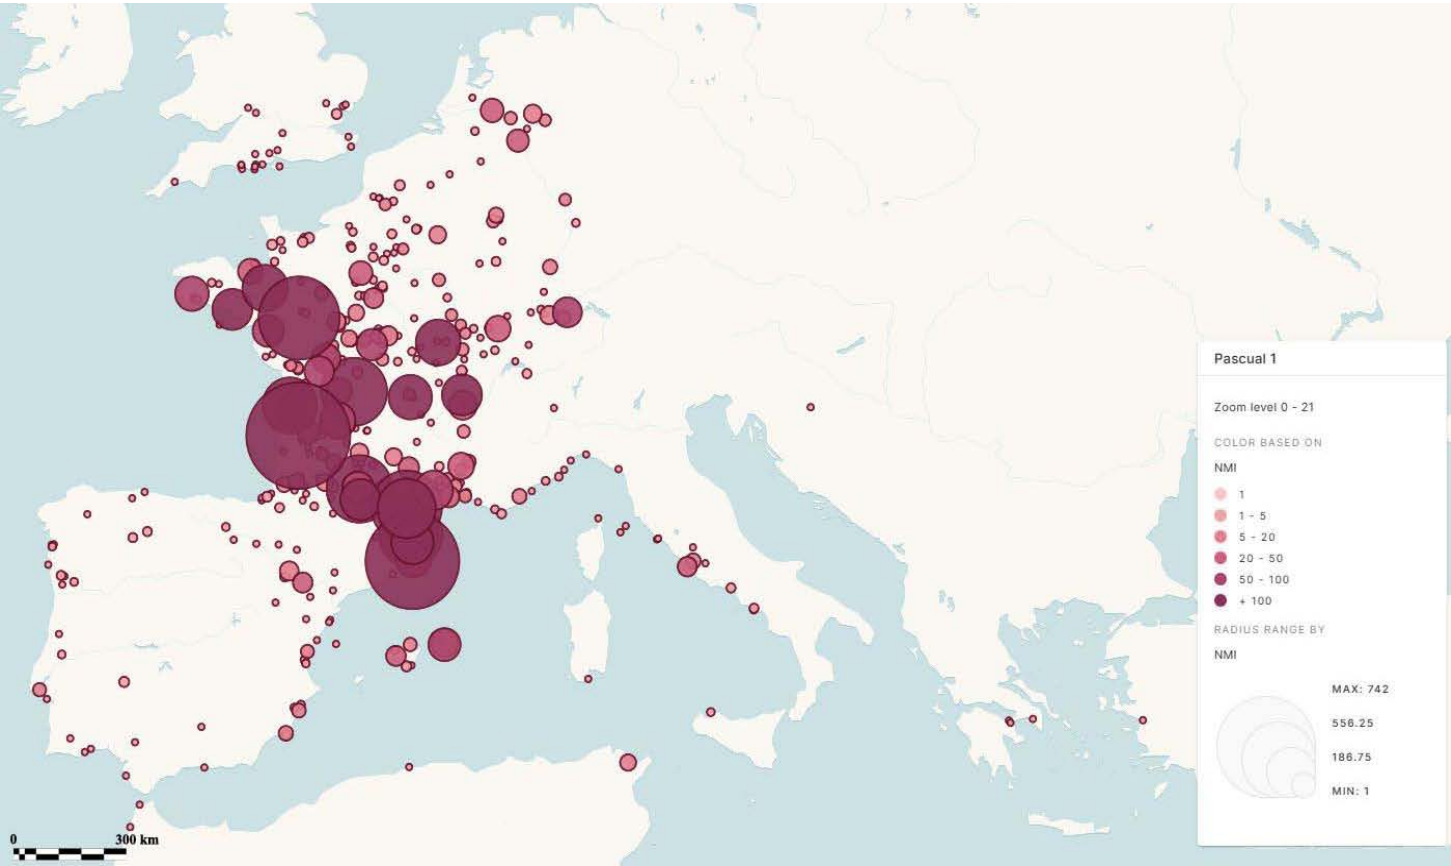 Pascual 1
Zoom level 0 - 21
COLOR BASED ON
NMI
1
1 - 5
5 - 20
20 - 50
50 - 100
+ 100
RADIUS RANGE BY
NMI
MAX: 742
556.25
186.75
MIN: 1
0 300 km